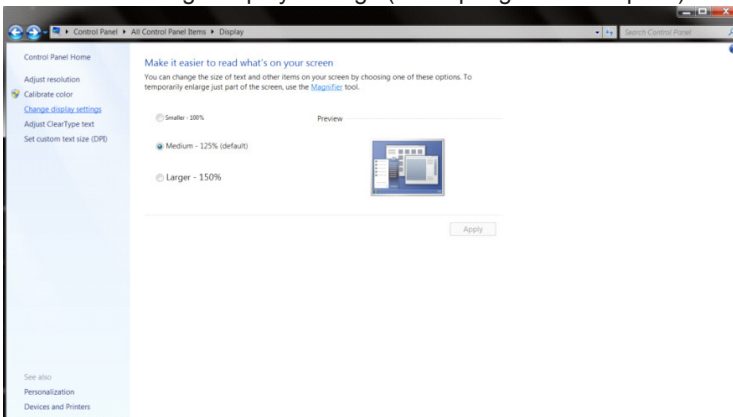 Control Panel ▸ All Control Panel Items ▸ Display
Search Control Panel
Control Panel Home
Adjust resolution
Calibrate color
Change display settings
Adjust ClearType text
Set custom text size (DPI)
Make it easier to read what's on your screen
You can change the size of text and other items on your screen by choosing one of these options. To
temporarily enlarge just part of the screen, use the Magnifier tool.
Smaller - 100%
Preview
Medium - 125% (default)
Larger - 150%
Apply
See also
Personalization
Devices and Printers